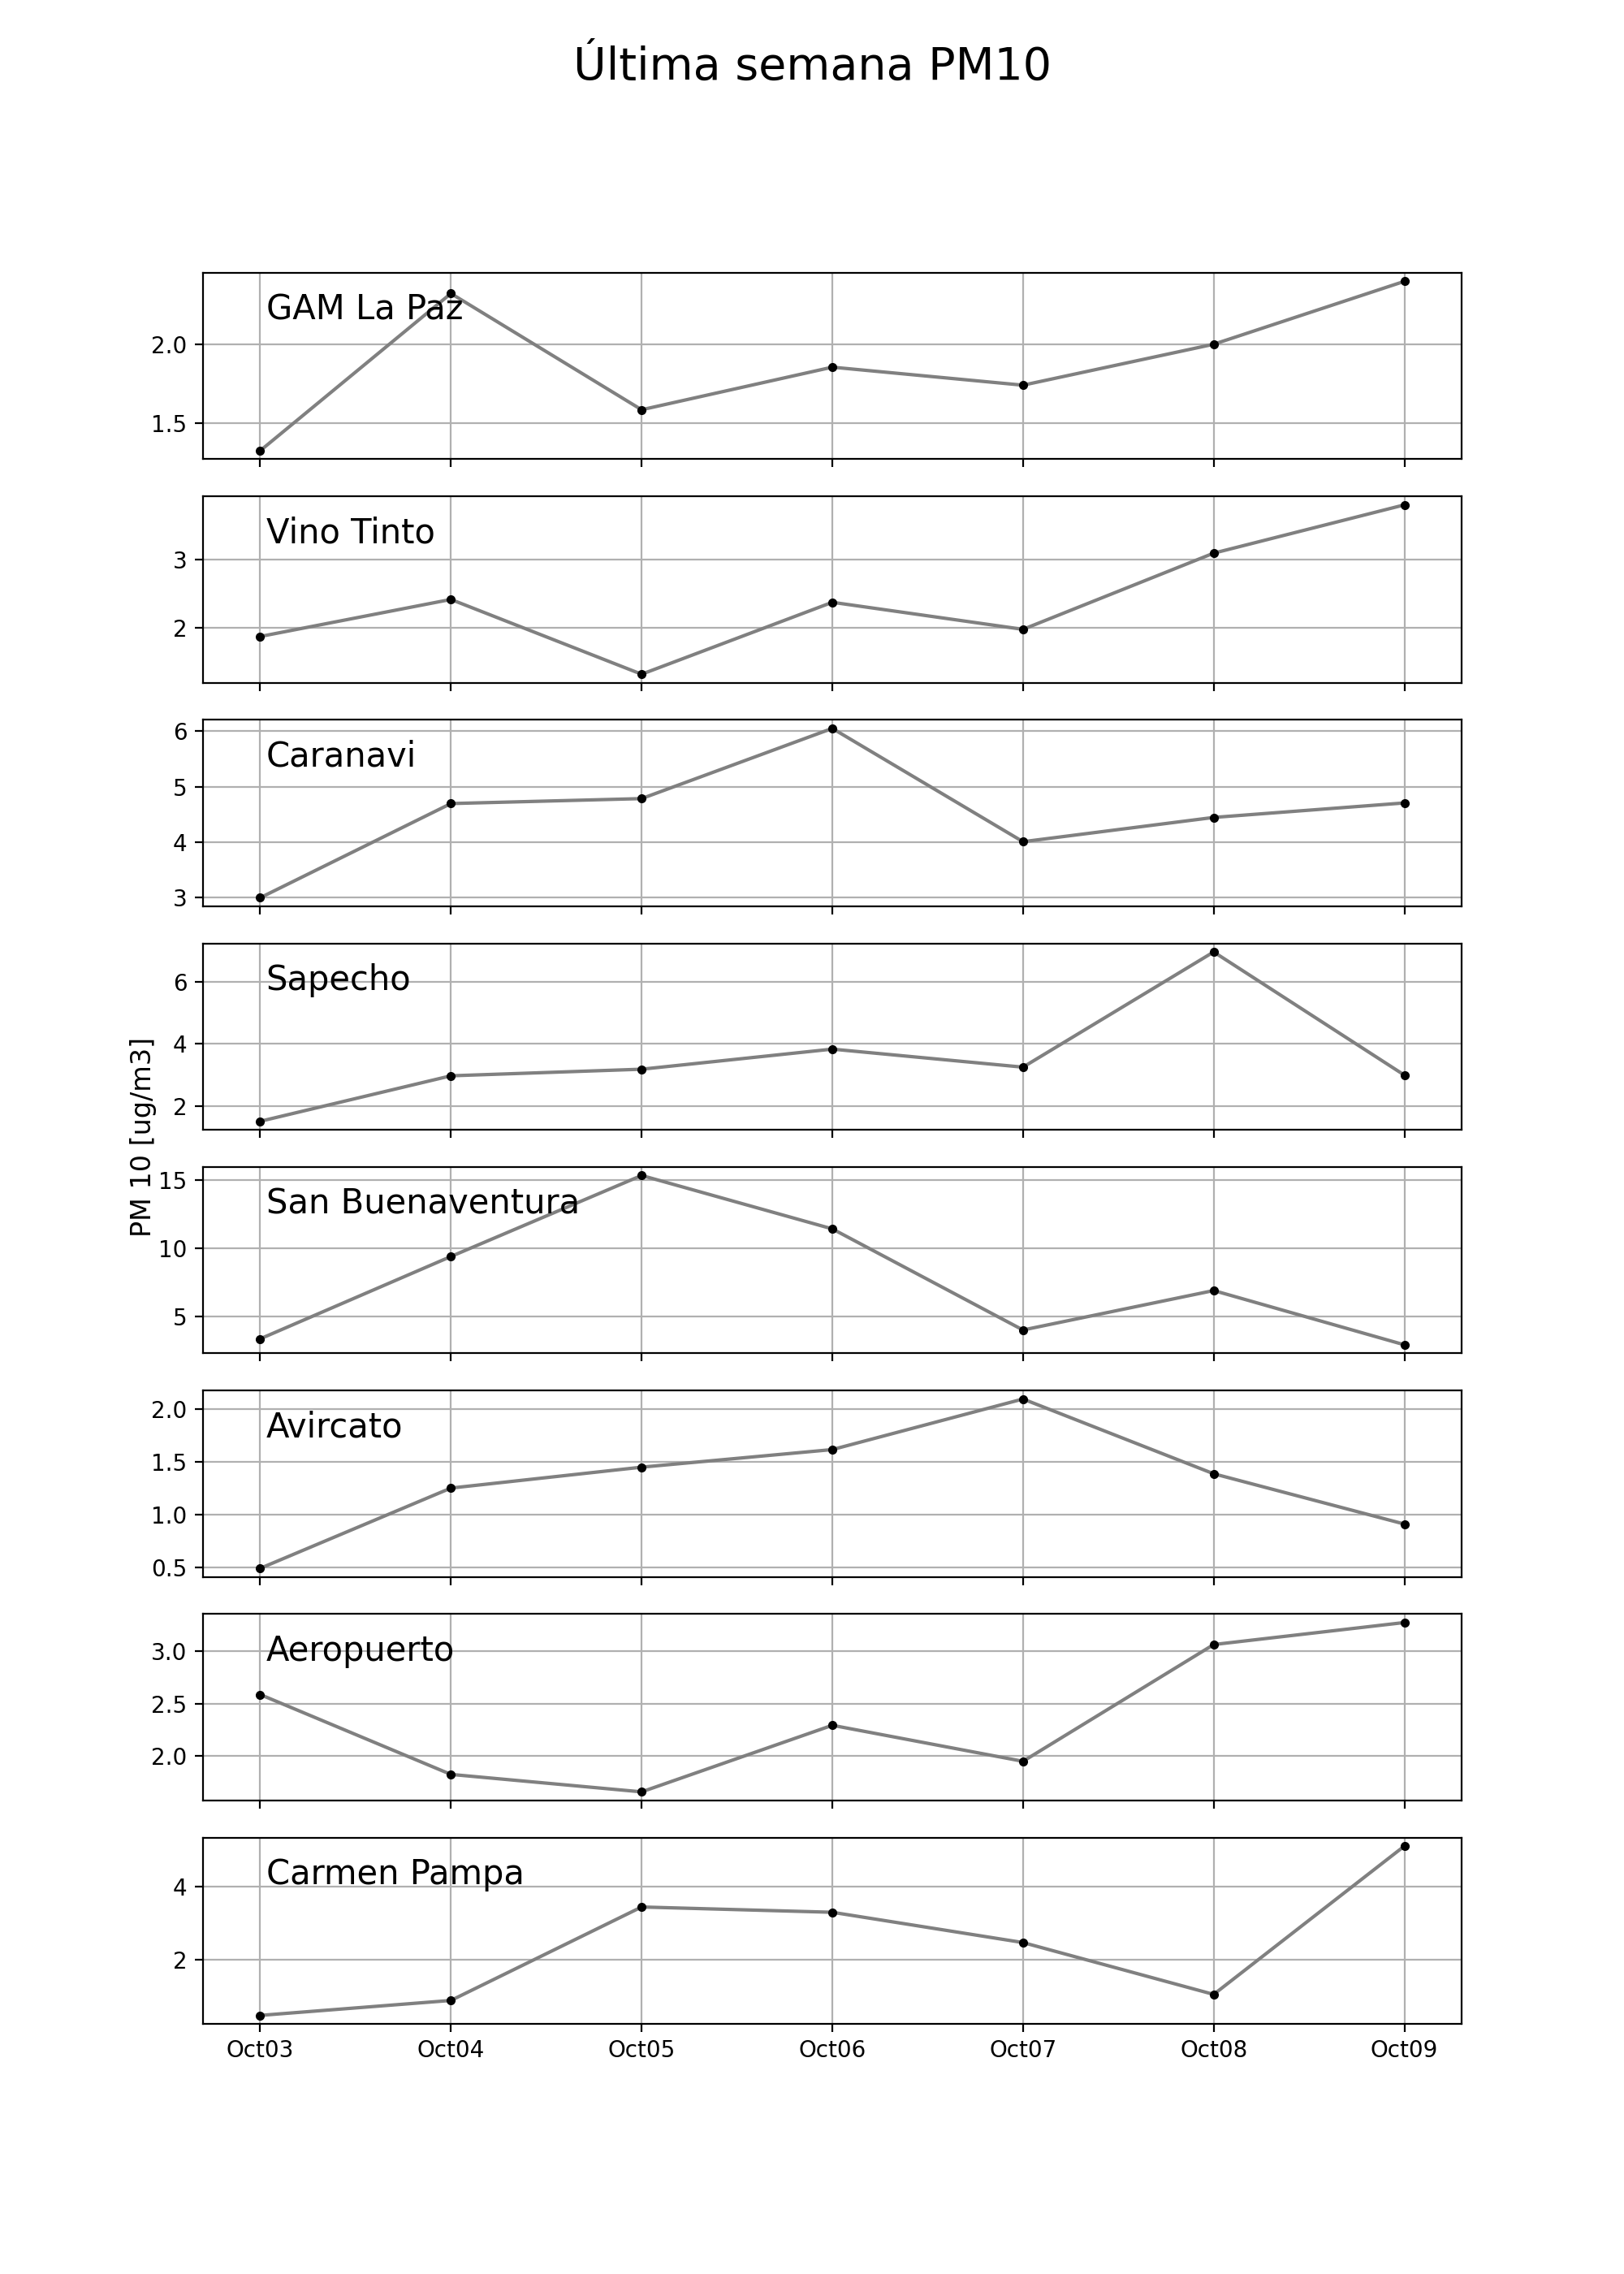 Última semana PM10
GAM La Paz
2.0
1.5
Vino Tinto
3
2
Caranavi
6
5
4
3
Sapecho
6
4
2
PM 10 [ug/m3]
San Buenaventura
15
10
5
Avircato
2.0
1.5
1.0
0.5
Aeropuerto
3.0
2.5
2.0
Carmen Pampa
4
2
Oct03 Oct04 Oct05 Oct06 Oct07 Oct08 Oct09